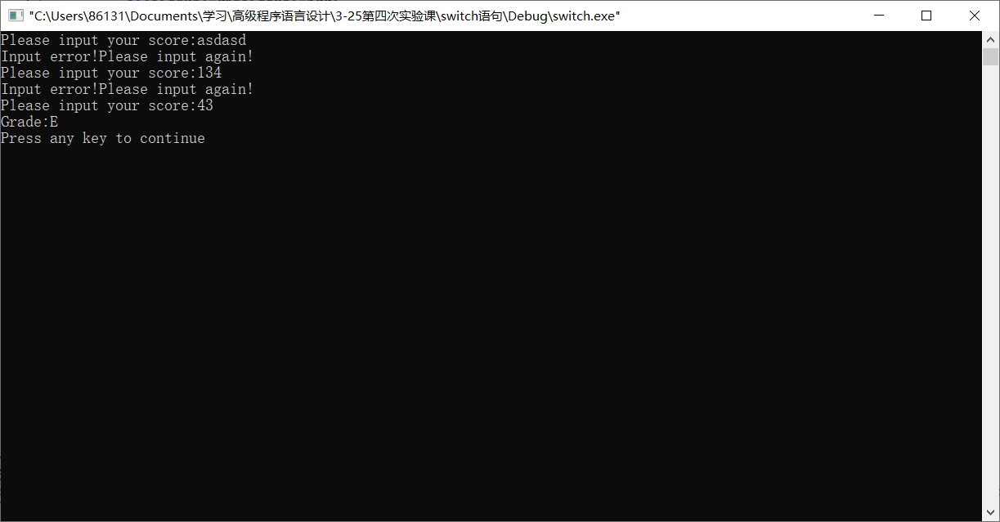 "C:\Users\86131\Documents\学习\高级程序语言设计\3-25第四次实验课\switch语句\Debug\switch.exe"
Please input your score:asdasd
Input error!Please input again!
Please input your score:134
Input error!Please input again!
Please input your score:43
Grade:E
Press any key to continue